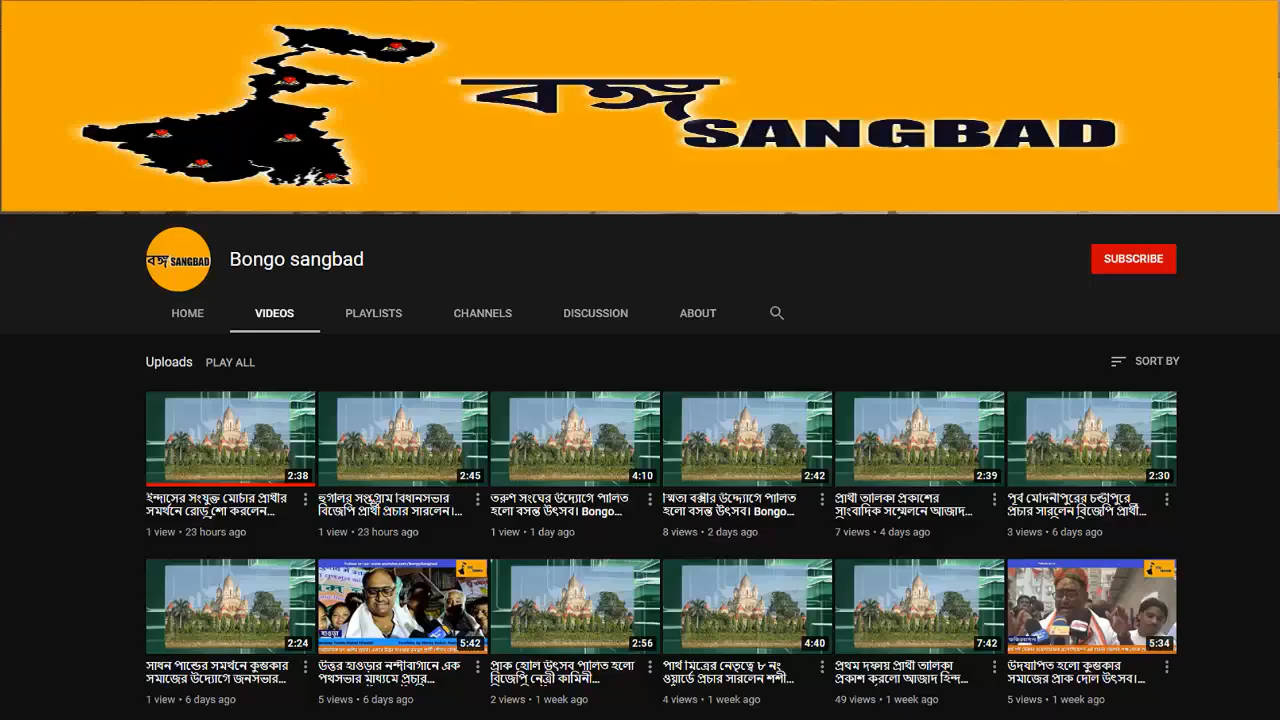 বঙ্গ
SANGBAD
বঙ্গ SANGBAD
Bongo sangbad
SUBSCRIBE
HOME
VIDEOS
PLAYLISTS
CHANNELS
DISCUSSION
ABOUT
Uploads
PLAY ALL
SORT BY
2:38
2:45
4:10
2:42
2:39
2:30
ইন্দাসের সংযুক্ত মোর্চার প্রার্থীর
সমর্থনে রোড শো করলেন...
হুগলির সপ্তগ্রাম বিধানসভার
বিজেপি প্রার্থী প্রচার সারলেন।...
তরুণ সংঘের উদ্যোগে পালিত
হলো বসন্ত উৎসব। Bongo...
স্মিতা বক্সীর উদ্যোগে পালিত
হলো বসন্ত উৎসব। Bongo...
প্রার্থী তালিকা প্রকাশের
সাংবাদিক সম্মেলনে আজাদ...
পূর্ব মেদিনীপুরের চন্ডীপুরে
প্রচার সারলেন বিজেপি প্রার্থী...
1 view • 23 hours ago
1 view • 23 hours ago
1 view • 1 day ago
8 views • 2 days ago
7 views • 4 days ago
3 views • 6 days ago
2:24
হাওড়া
5:42
2:56
4:40
7:42
5:34
সাধন পান্ডের সমর্থনে কুম্ভকার
সমাজের উদ্যোগে জনসভার...
উত্তর হাওড়ার নন্দীবাগানে এক
পথসভার মাধ্যমে প্রচার...
প্রাক হোলি উৎসব পালিত হলো
বিজেপি নেত্রী কামিনী...
পার্থ মিত্রের নেতৃত্বে ৮ নং
ওয়ার্ডে প্রচার সারলেন শশী...
প্রথম দফায় প্রার্থী তালিকা
প্রকাশ করলো আজাদ হিন্দ...
উদযাপিত হলো কুম্ভকার
সমাজের প্রাক দোল উৎসব।...
1 view • 6 days ago
5 views • 6 days ago
2 views • 1 week ago
4 views • 1 week ago
49 views • 1 week ago
5 views • 1 week ago